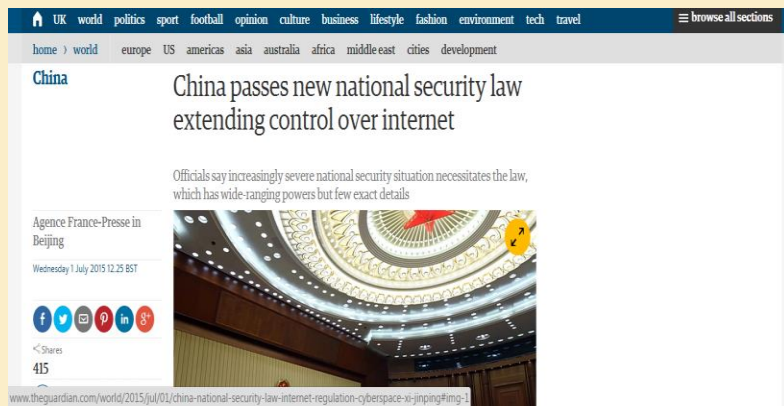 UK world politics sport football opinion culture business lifestyle fashion environment tech travel
≡ browse all sections
home › world europe US americas asia australia africa middle east cities development
China
China passes new national security law
extending control over internet
Officials say increasingly severe national security situation necessitates the law,
which has wide-ranging powers but few exact details
Agence France-Presse in
Beijing
Wednesday 1 July 2015 12.25 BST
f in g+
Shares
415
www.theguardian.com/world/2015/jul/01/china-national-security-law-internet-regulation-cyberspace-xi-jinping#img-1